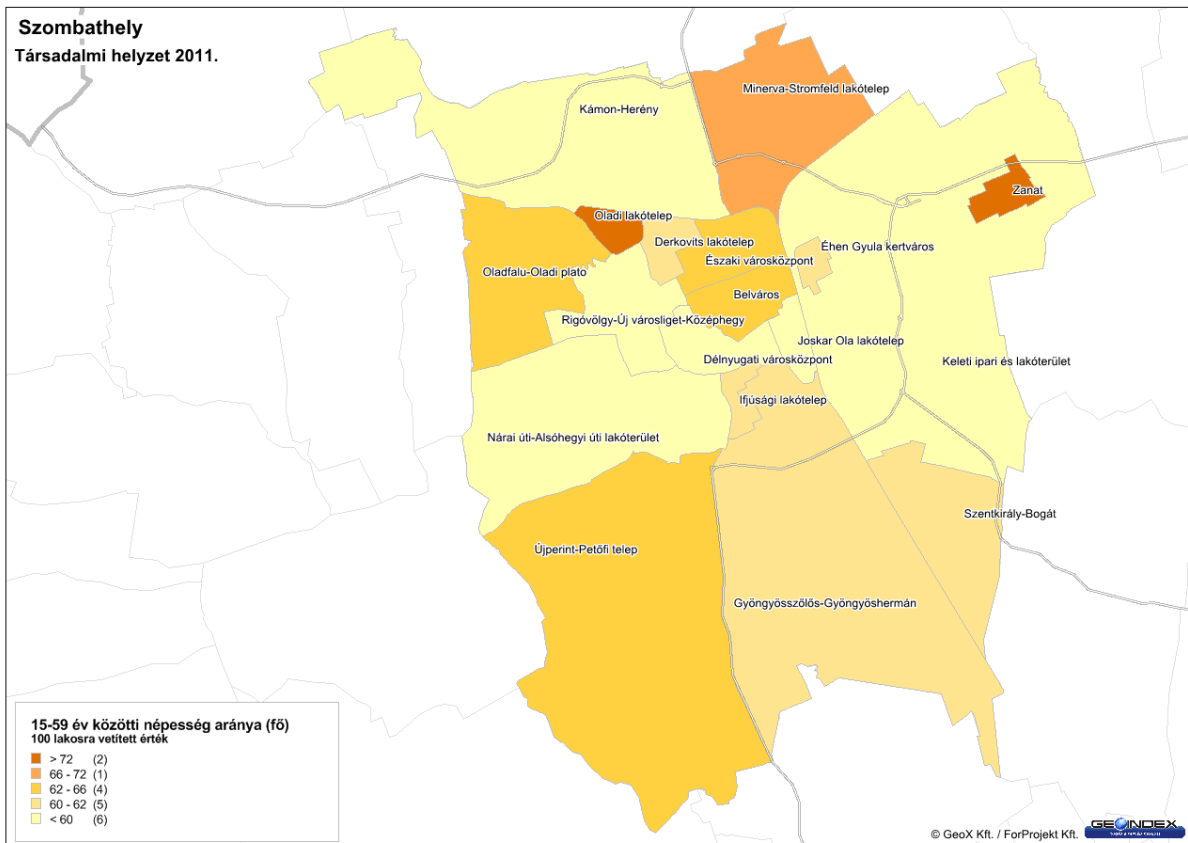 Szombathely
Társadalmi helyzet 2011.
Minerva-Stromfeld lakótelep
Kámon-Herény
Zanat
Oladi lakótelep
Derkovits lakótelep
Éhen Gyula kertváros
Északi városközpont
Oladfalu-Oladi plato
Belváros
Rigóvölgy-Új városliget-Középhegy
Joskar Ola lakótelep
Délnyugati városközpont
Keleti ipari és lakóterület
Ifjúsági lakótelep
Nárai úti-Alsóhegyi úti lakóterület
Szentkirály-Bogát
Újperint-Petőfi telep
Gyöngyösszőlős-Gyöngyöshermán
15-59 év közötti népesség aránya (fő)
100 lakosra vetített érték
> 72 (2)
66 - 72 (1)
62 - 66 (4)
60 - 62 (5)
< 60 (6)
© GeoX Kft. / ForProjekt Kft.
GEOINDEX